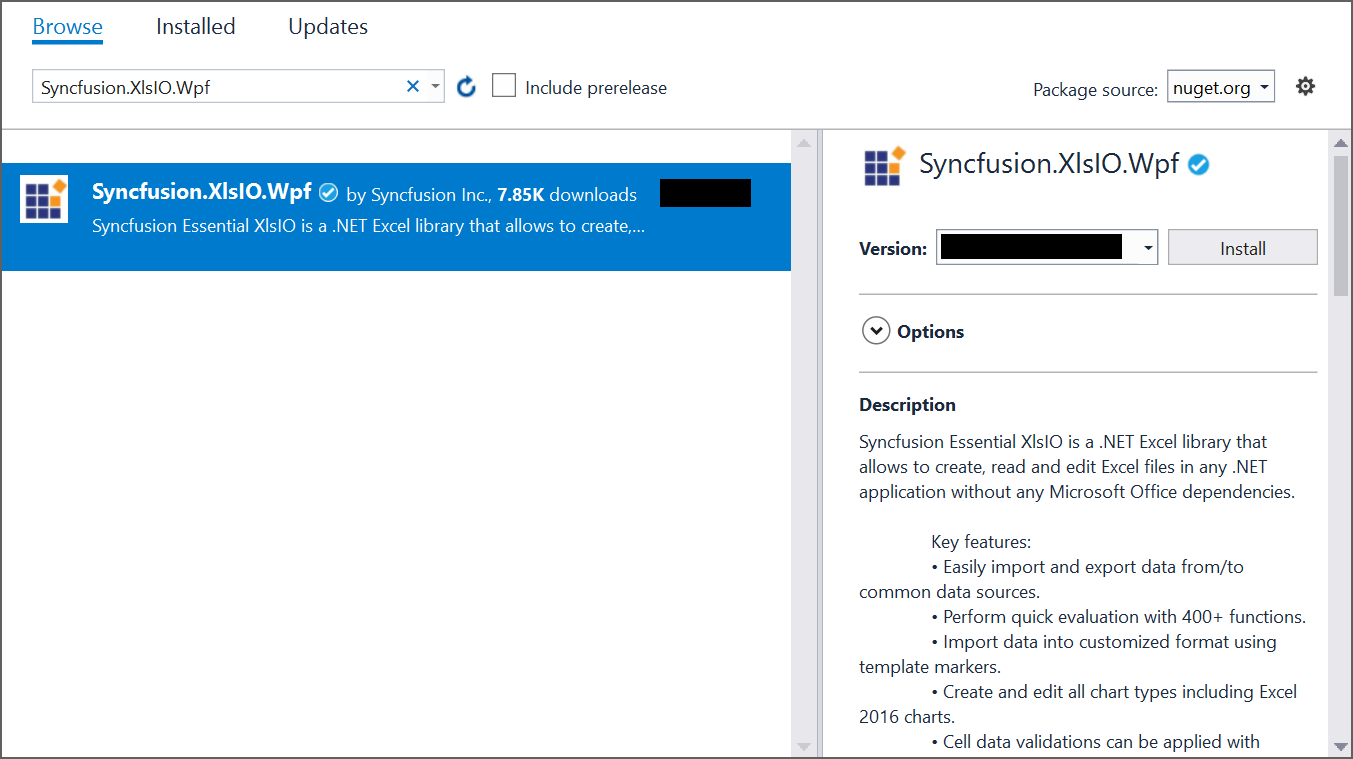 Browse Installed Updates
Syncfusion.XlsIO.Wpf Include prerelease Package source: nuget.org
Syncfusion.XlsIO.Wpf by Syncfusion Inc., 7.85K downloads
Syncfusion Essential XlsIO is a .NET Excel library that allows to create,...
Syncfusion.XlsIO.Wpf
Version: Install
Options
Description
Syncfusion Essential XlsIO is a .NET Excel library that
allows to create, read and edit Excel files in any .NET
application without any Microsoft Office dependencies.
Key features:
• Easily import and export data from/to
common data sources.
• Perform quick evaluation with 400+ functions.
• Import data into customized format using
template markers.
• Create and edit all chart types including Excel
2016 charts.
• Cell data validations can be applied with